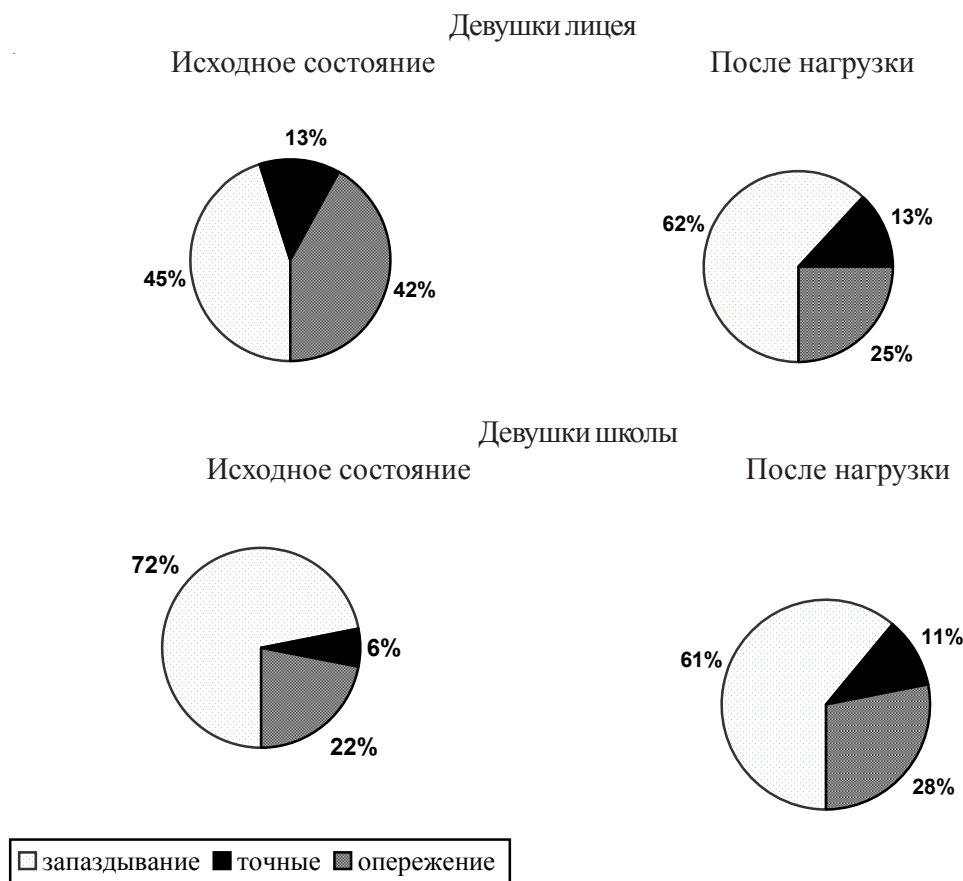 Девушки лицея
Исходное состояние После нагрузки
13%
45%
42%
62%
13%
25%
Девушки школы
Исходное состояние После нагрузки
72%
6%
22%
61%
11%
28%
запаздывание точные опережение